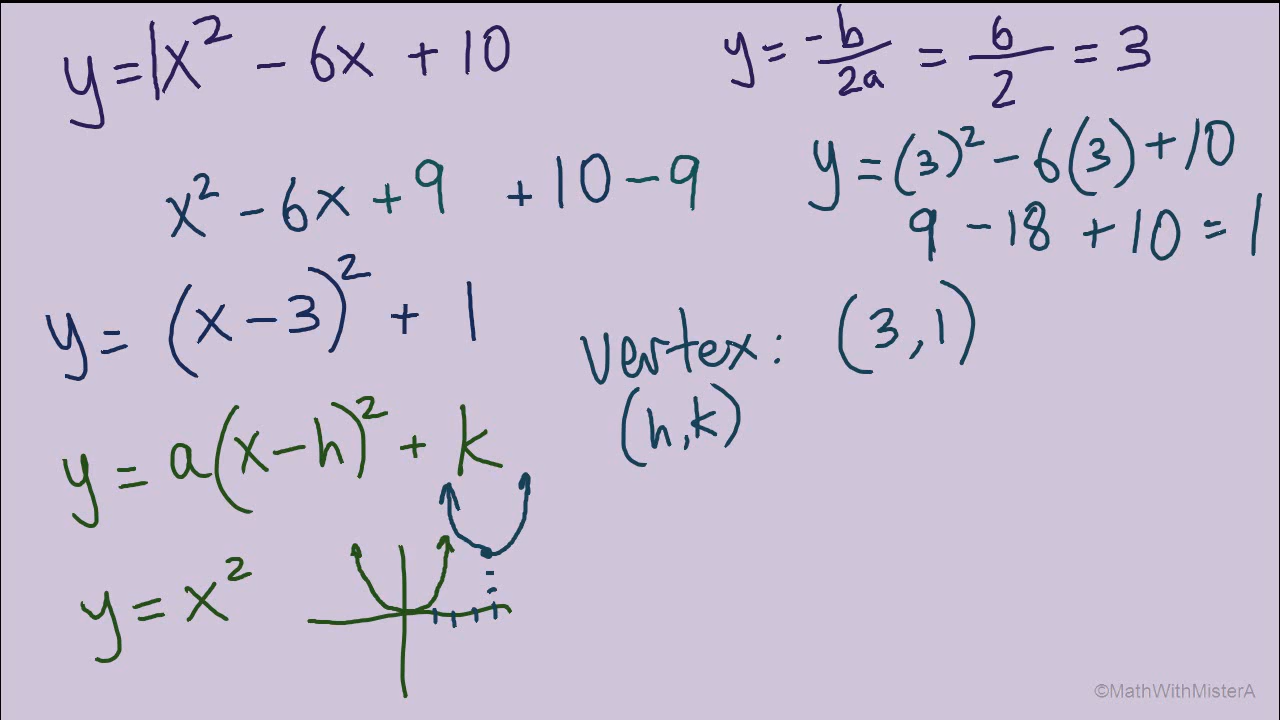 y=1x² - 6x + 10
y = -b/2a = 6/2 = 3
x² - 6x + 9 + 10 - 9
y = (3)² - 6(3) + 10
9 - 18 + 10 = 1
y = (x - 3)² + 1
vertex: (3, 1)
(h, k)
y = a(x - h)² + k
y = x²
©MathWithMisterA